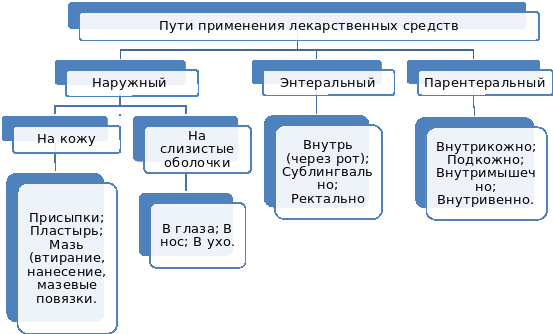 Пути применения лекарственных средств
Наружный
Энтеральный
Парентеральный
На кожу
На
слизистые
оболочки
Внутрь
(через рот);
Сублингваль
но;
Ректально
Внутрикожно;
Подкожно;
Внутримышеч
но;
Внутривенно.
Присыпки;
Пластырь;
Мазь
(втирание,
нанесение,
мазевые
повязки.
В глаза; В
нос; В ухо.